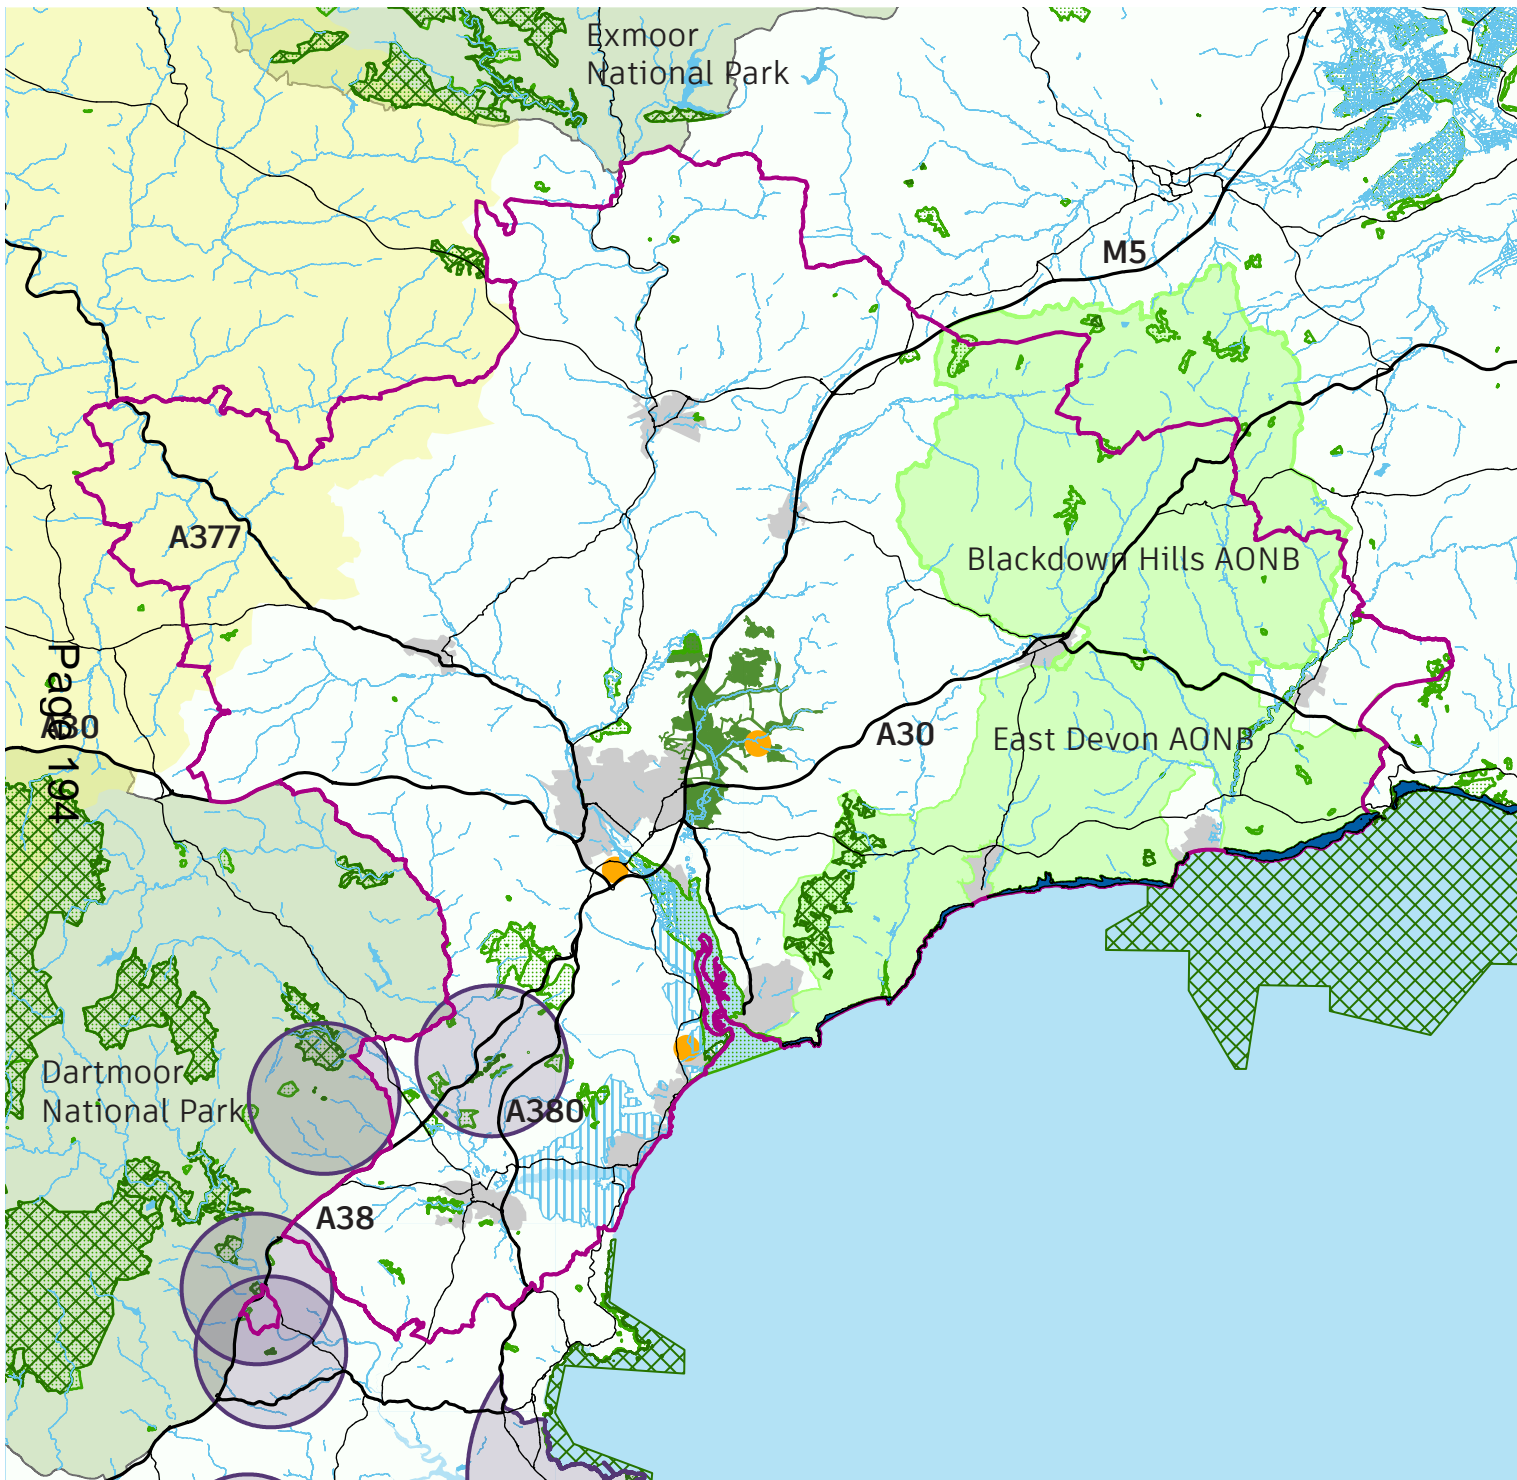 Exmoor
National Park
M5
A377
Blackdown Hills AONB
Page 194
A30
A30
East Devon AONB
Dartmoor
National Park
A380
A38